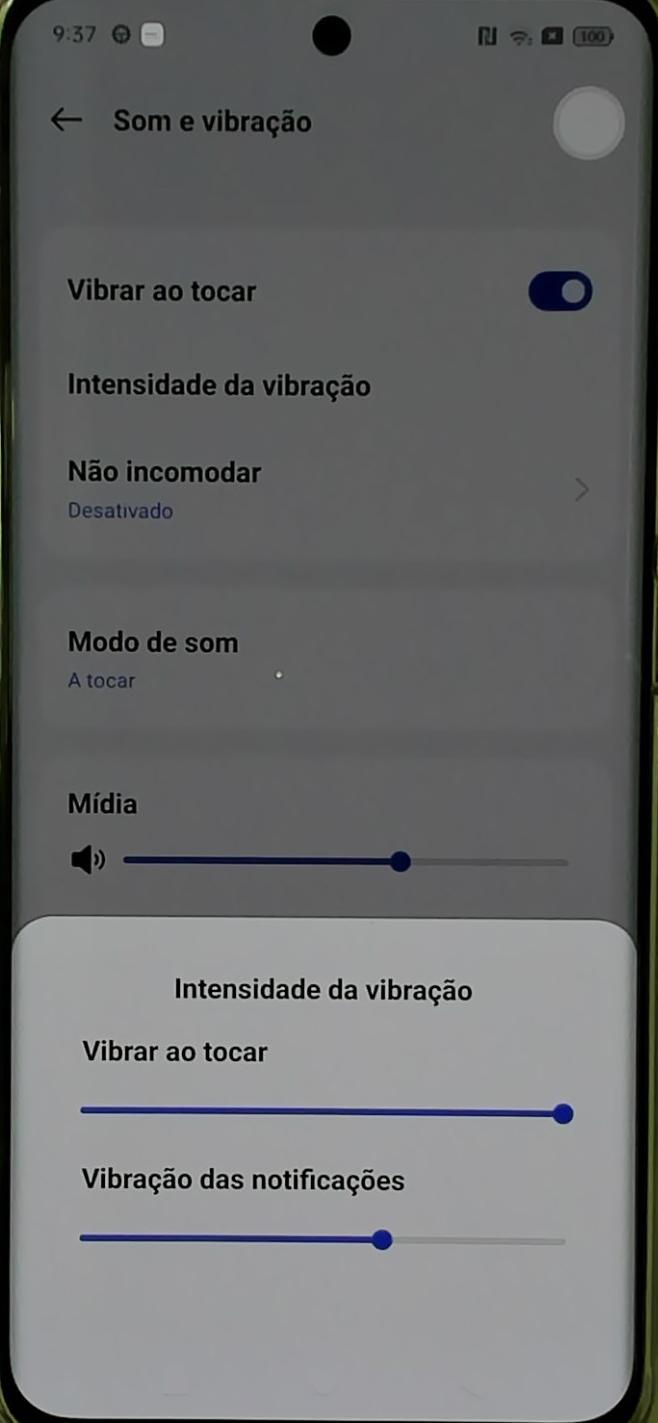 9:37
100
Som e vibração
Vibrar ao tocar
Intensidade da vibração
Não incomodar
Desativado
Modo de som
A tocar
Mídia
Intensidade da vibração
Vibrar ao tocar
Vibração das notificações